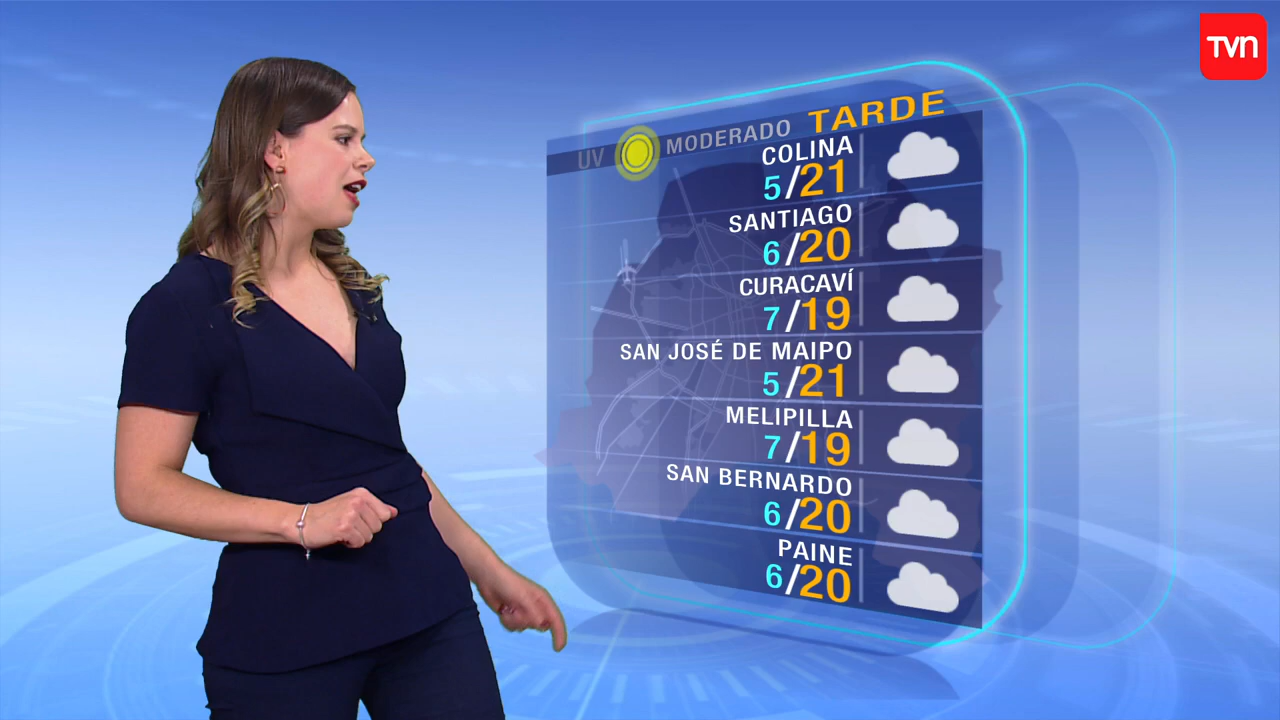 TVN
UV MODERADO TARDE
COLINA
5/21
SANTIAGO
6/20
CURACAVÍ
7/19
SAN JOSÉ DE MAIPO
5/21
MELIPILLA
7/19
SAN BERNARDO
6/20
PAINE
6/20